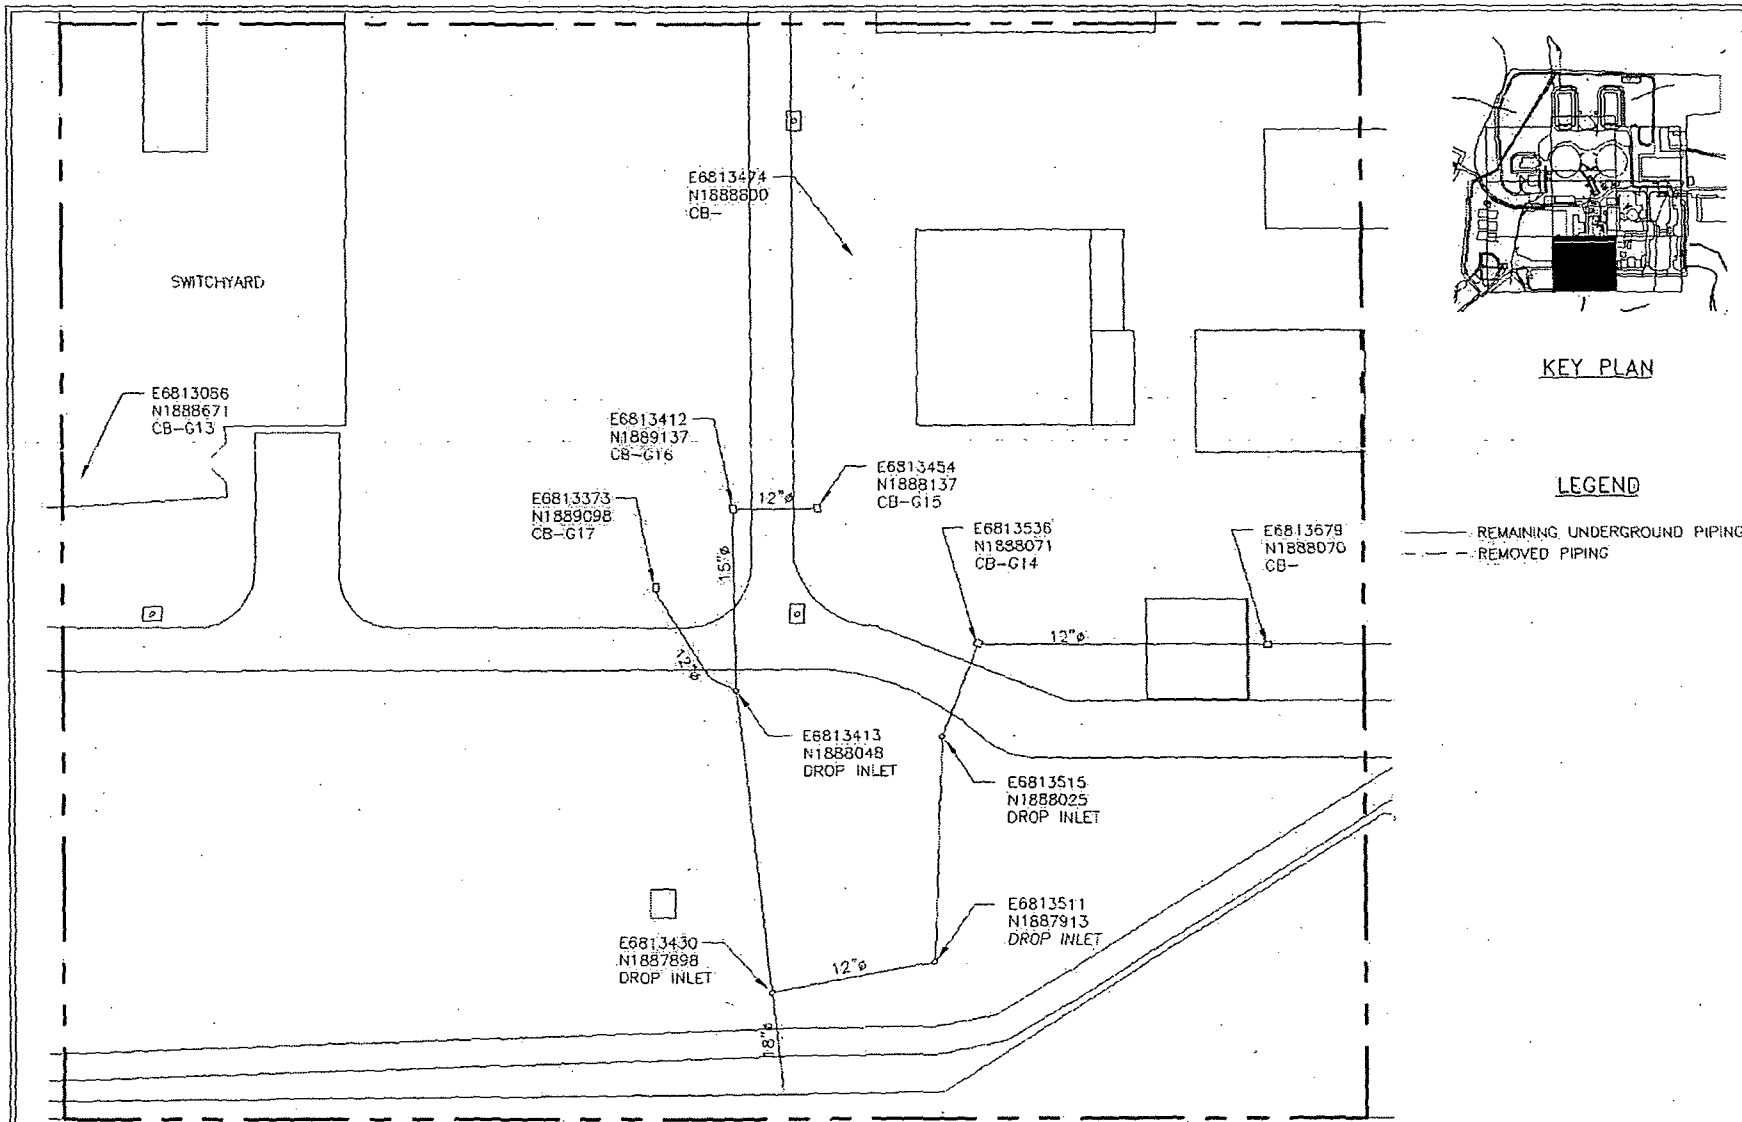 E6813474
N1888800
CB-
SWITCHYARD
KEY PLAN
E6813086
N1888671
CB-G13
E6813412
N1889137
CB-G16
E6813454
N1888137
CB-G15
12"ø
LEGEND
E6813373
N1889098
CB-G17
E6813536
N1888071
CB-G14
E6813679
N1888070
CB-
REMAINING UNDERGROUND PIPING
REMOVED PIPING
15"ø
12"ø
12"ø
E6813413
N1888048
DROP INLET
E6813515
N1888025
DROP INLET
E6813511
N1887913
DROP INLET
E6813430
N1887898
DROP INLET
12"ø
18"ø